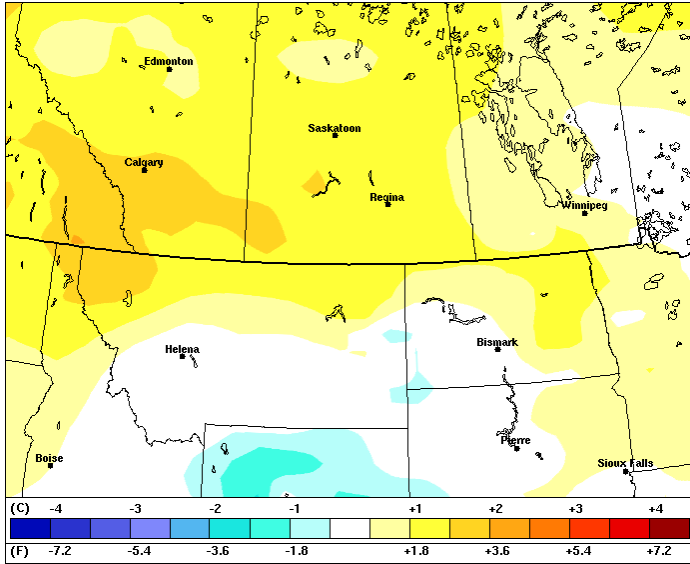 Edmonton
Saskatoon
Calgary
Regina
Winnipeg
Helena
Bismark
Pierre
Boise
Sioux Falls
(C) -4 -3 -2 -1 +1 +2 +3 +4
(F) -7.2 -5.4 -3.6 -1.8 +1.8 +3.6 +5.4 +7.2